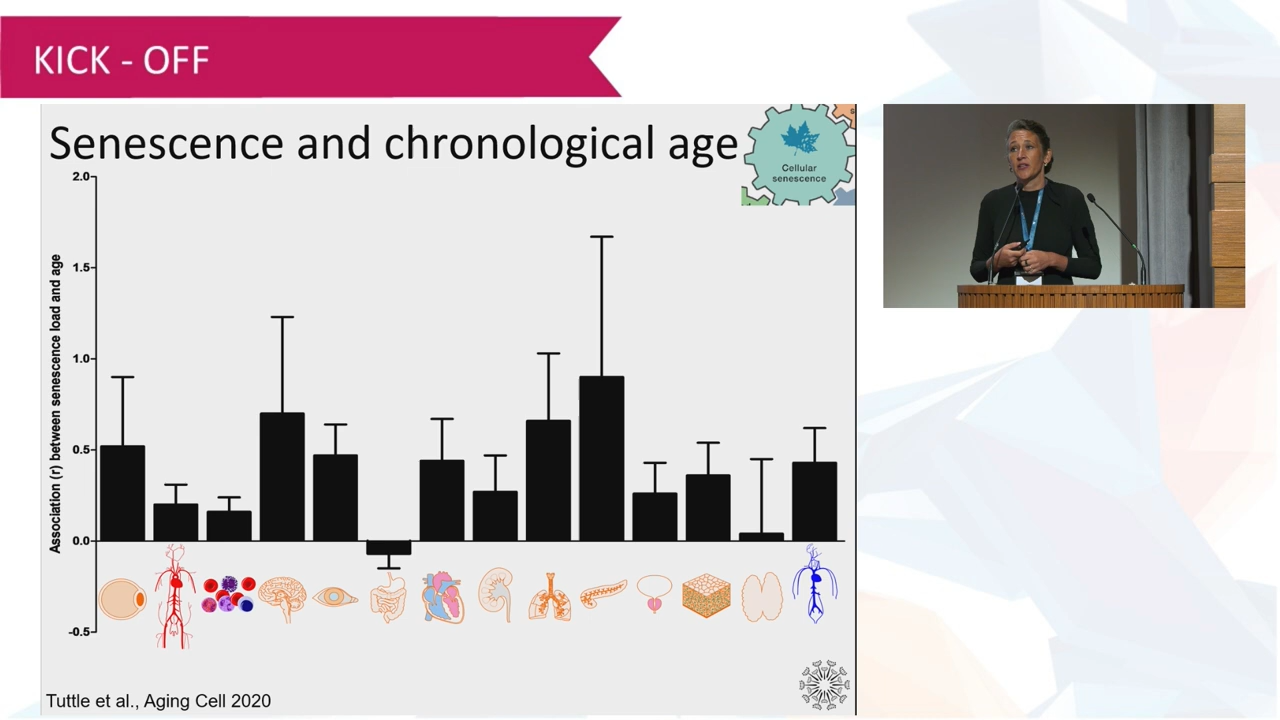 KICK - OFF
Senescence and chronological age
Cellular
senescence
Association (r) between senescence load and age
2.0
1.5
1.0
0.5
0.0
-0.5
Tuttle et al., Aging Cell 2020